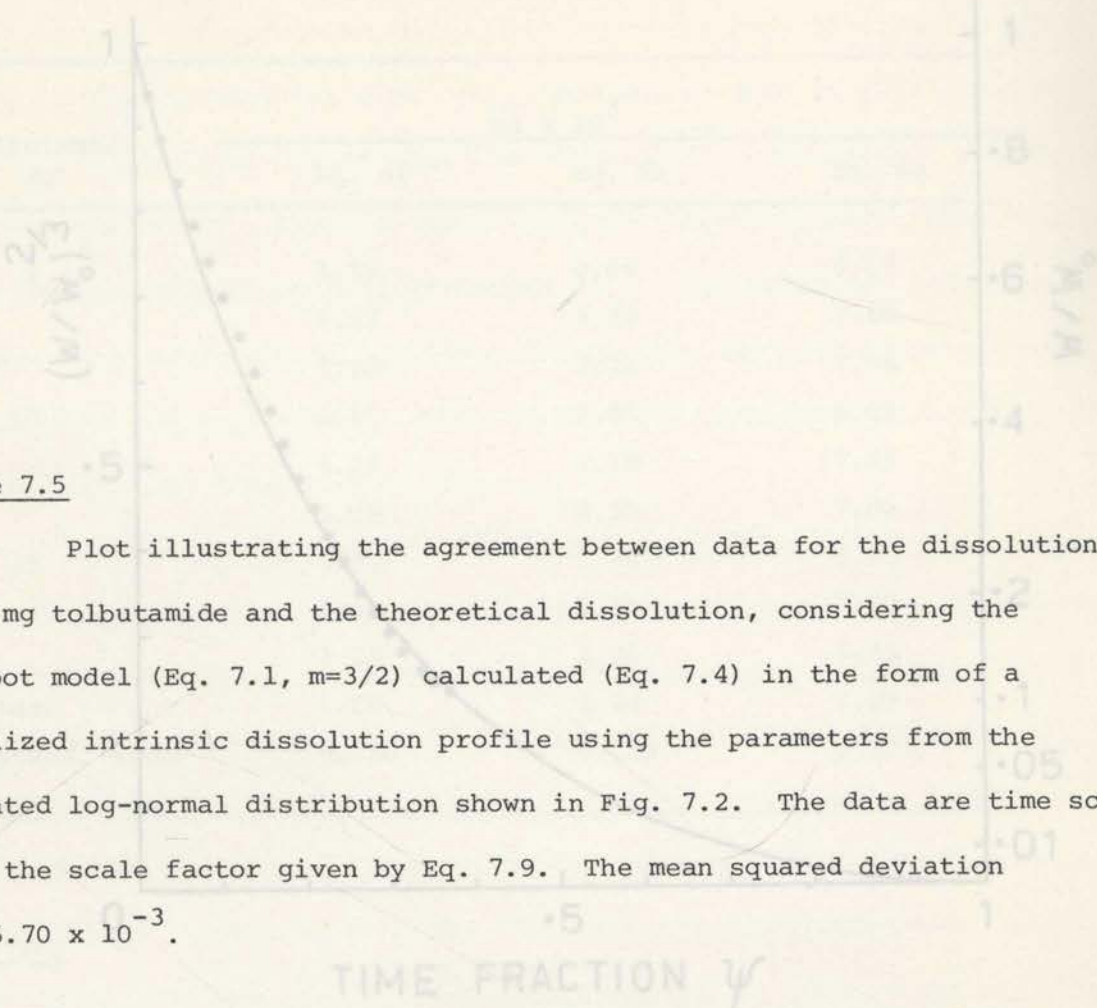 7.5
Plot illustrating the agreement between data for the dissolution
mg tolbutamide and the theoretical dissolution, considering the
model (Eq. 7.1, m=3/2) calculated (Eq. 7.4) in the form of a
intrinsic dissolution profile using the parameters from the
log-normal distribution shown in Fig. 7.2. The data are time
the scale factor given by Eq. 7.9. The mean squared deviation
.70 x 10⁻³.
1
1
.8
(W/W₀)^2/3
.6
W/W₀
.4
.5
.2
.1
.05
.01
0
.5
1
TIME FRACTION ψ